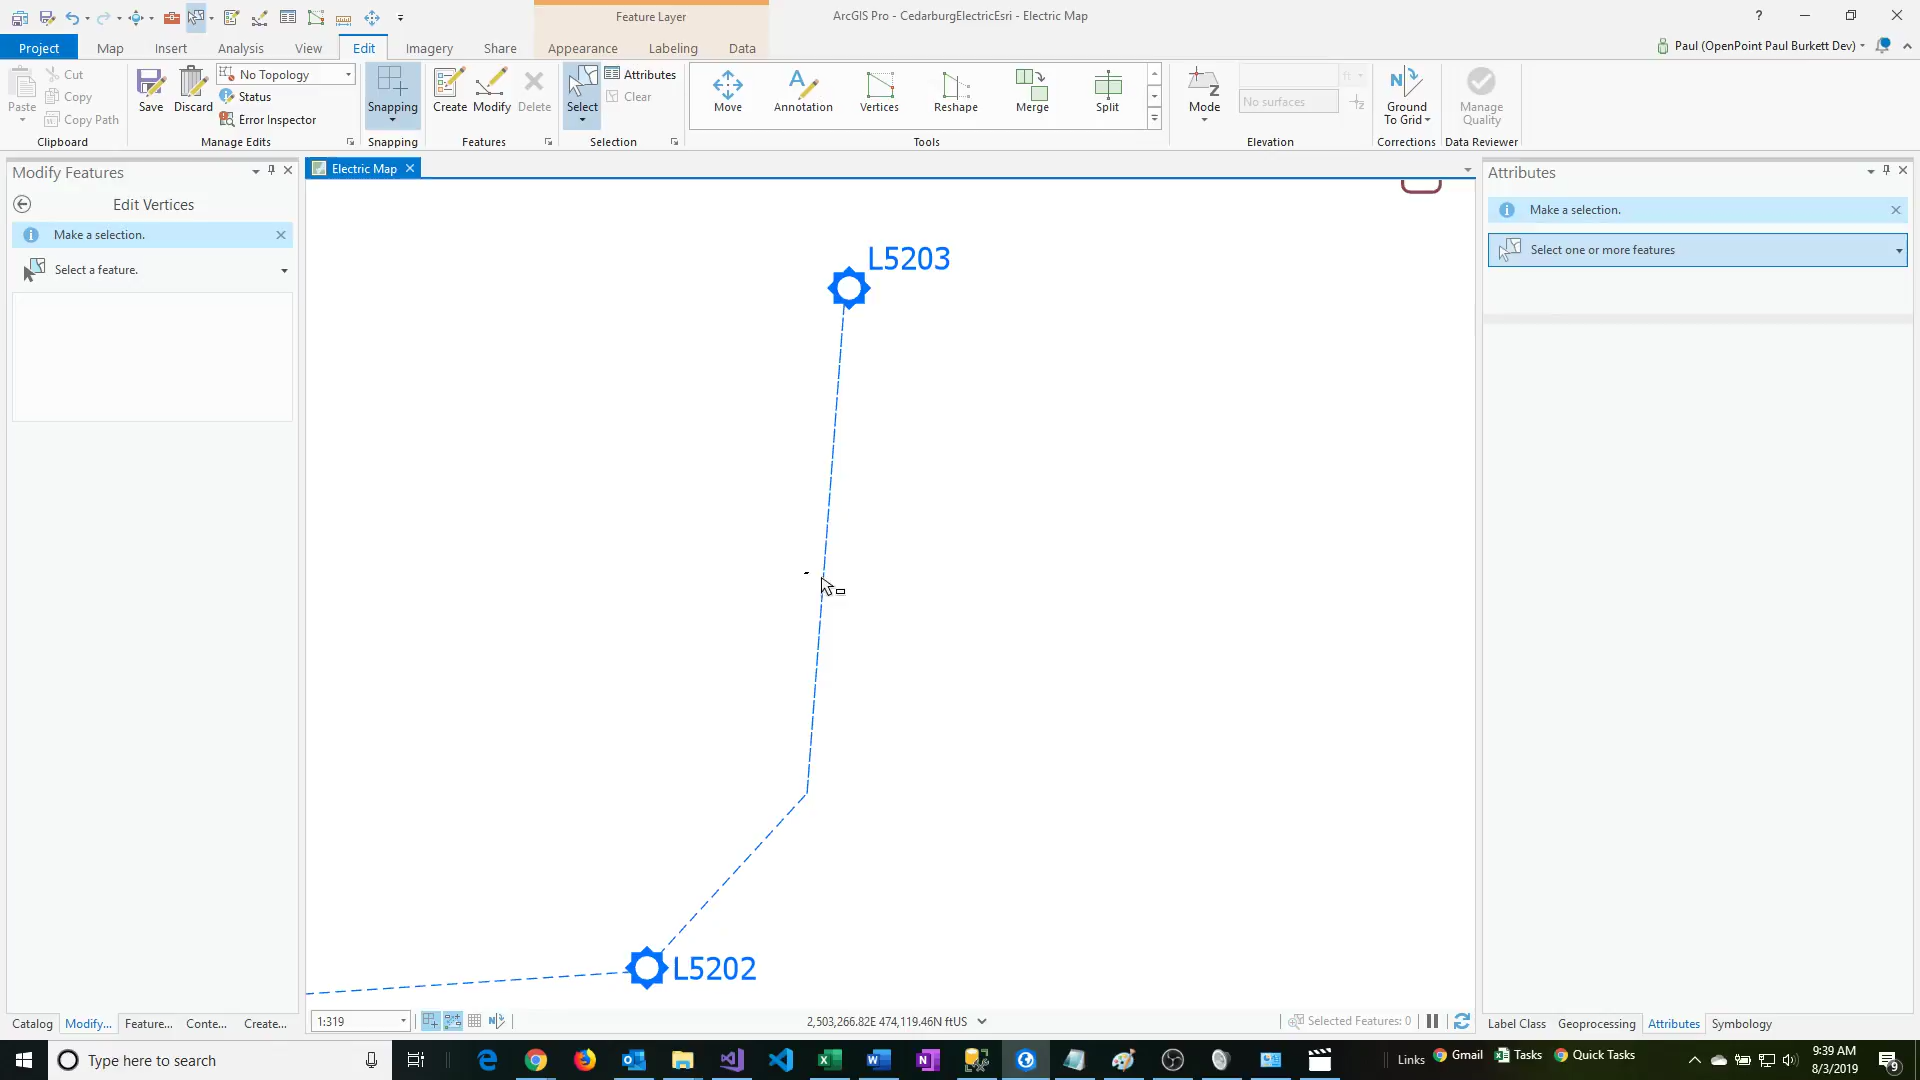 Feature Layer
ArcGIS Pro - CedarburgElectricEsri - Electric Map
?
Project
Map
Insert
Analysis
View
Edit
Imagery
Share
Appearance
Labeling
Data
Paul (OpenPoint Paul Burkett Dev)
Paste
Cut
Copy
Copy Path
Clipboard
Save
Discard
No Topology
Status
Error Inspector
Manage Edits
Snapping
Snapping
Create
Modify
Delete
Features
Select
Attributes
Clear
Selection
Move
Annotation
Vertices
Reshape
Merge
Split
Tools
Mode
ft
No surfaces
Elevation
Ground
To Grid
Corrections
Manage
Quality
Data Reviewer
Modify Features
Edit Vertices
Make a selection.
Select a feature.
Electric Map
L5203
L5202
Attributes
Make a selection.
Select one or more features
Catalog
Modify...
Feature...
Conte...
Create...
1:319
2,503,266.82E 474,119.46N ftUS
Selected Features: 0
Label Class
Geoprocessing
Attributes
Symbology
Type here to search
Links
Gmail
Tasks
Quick Tasks
9:39 AM
8/3/2019
9